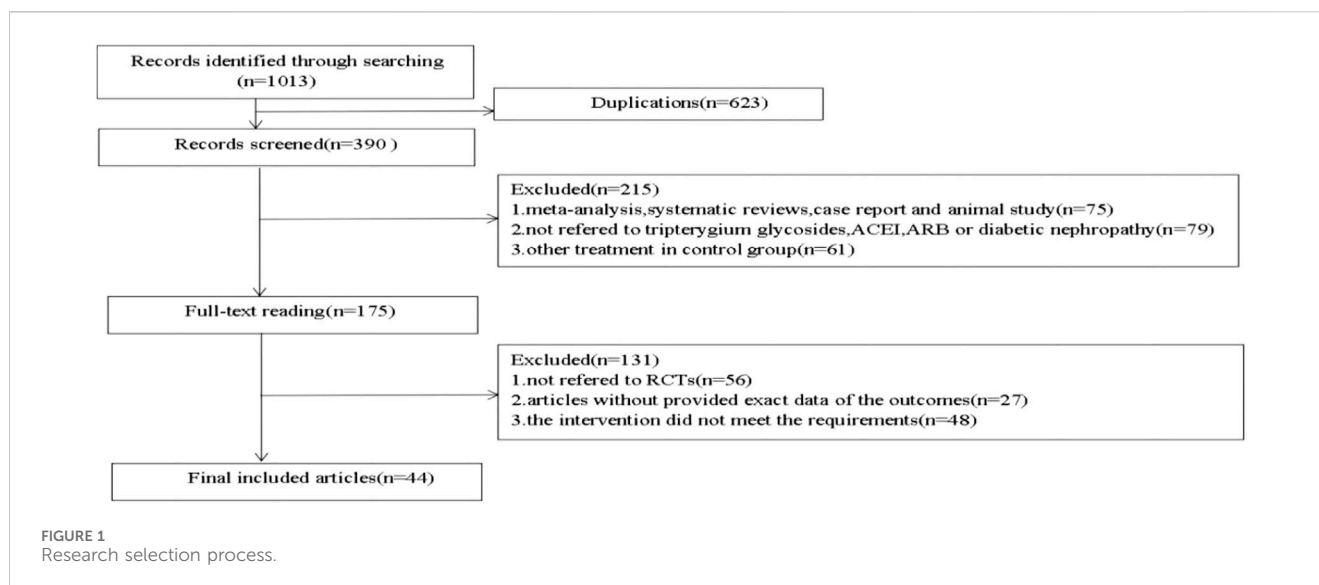 Records identified through searching
(n=1013)
Duplications(n=623)
Records screened(n=390 )
Excluded(n=215)
1.meta-analysis,systematic reviews,case report and animal study(n=75)
2.not refered to tripterygium glycosides,ACEI,ARB or diabetic nephropathy(n=79)
3.other treatment in control group(n=61)
Full-text reading(n=175)
Excluded(n=131)
1.not refered to RCTs(n=56)
2.articles without provided exact data of the outcomes(n=27)
3.the intervention did not meet the requirements(n=48)
Final included articles(n=44)
FIGURE 1
Research selection process.